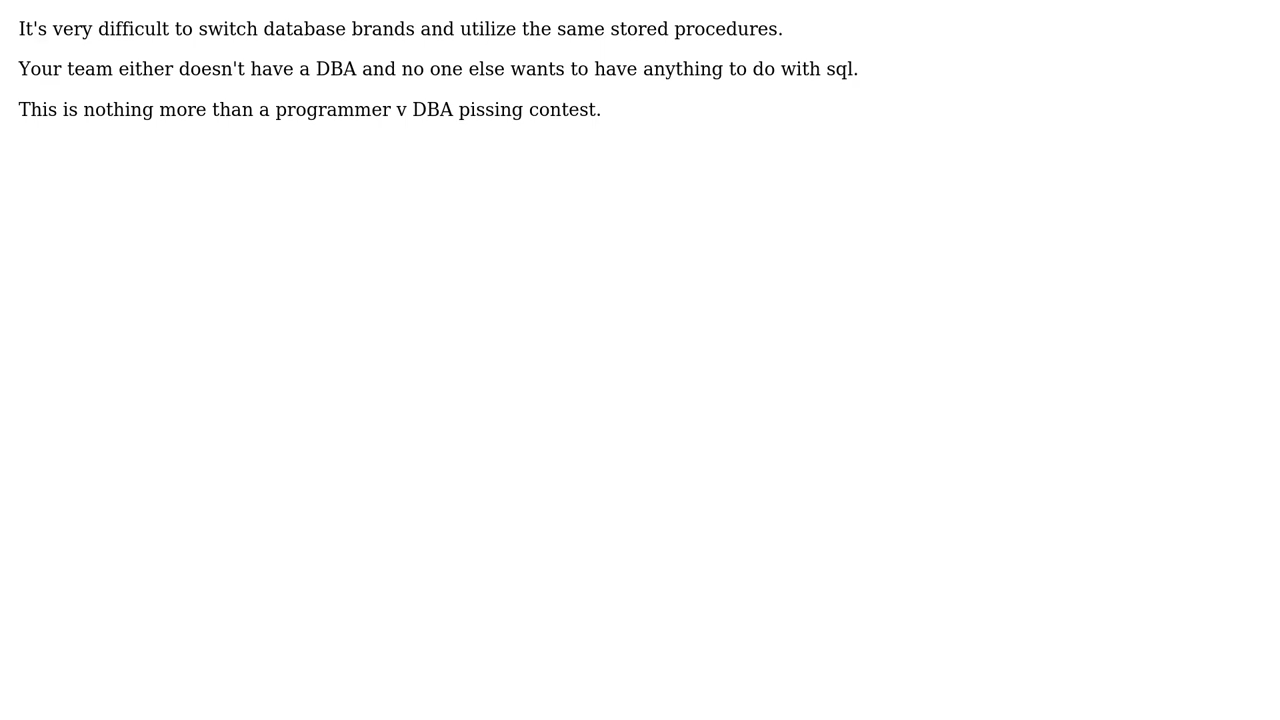 It's very difficult to switch database brands and utilize the same stored procedures.
Your team either doesn't have a DBA and no one else wants to have anything to do with sql.
This is nothing more than a programmer v DBA pissing contest.